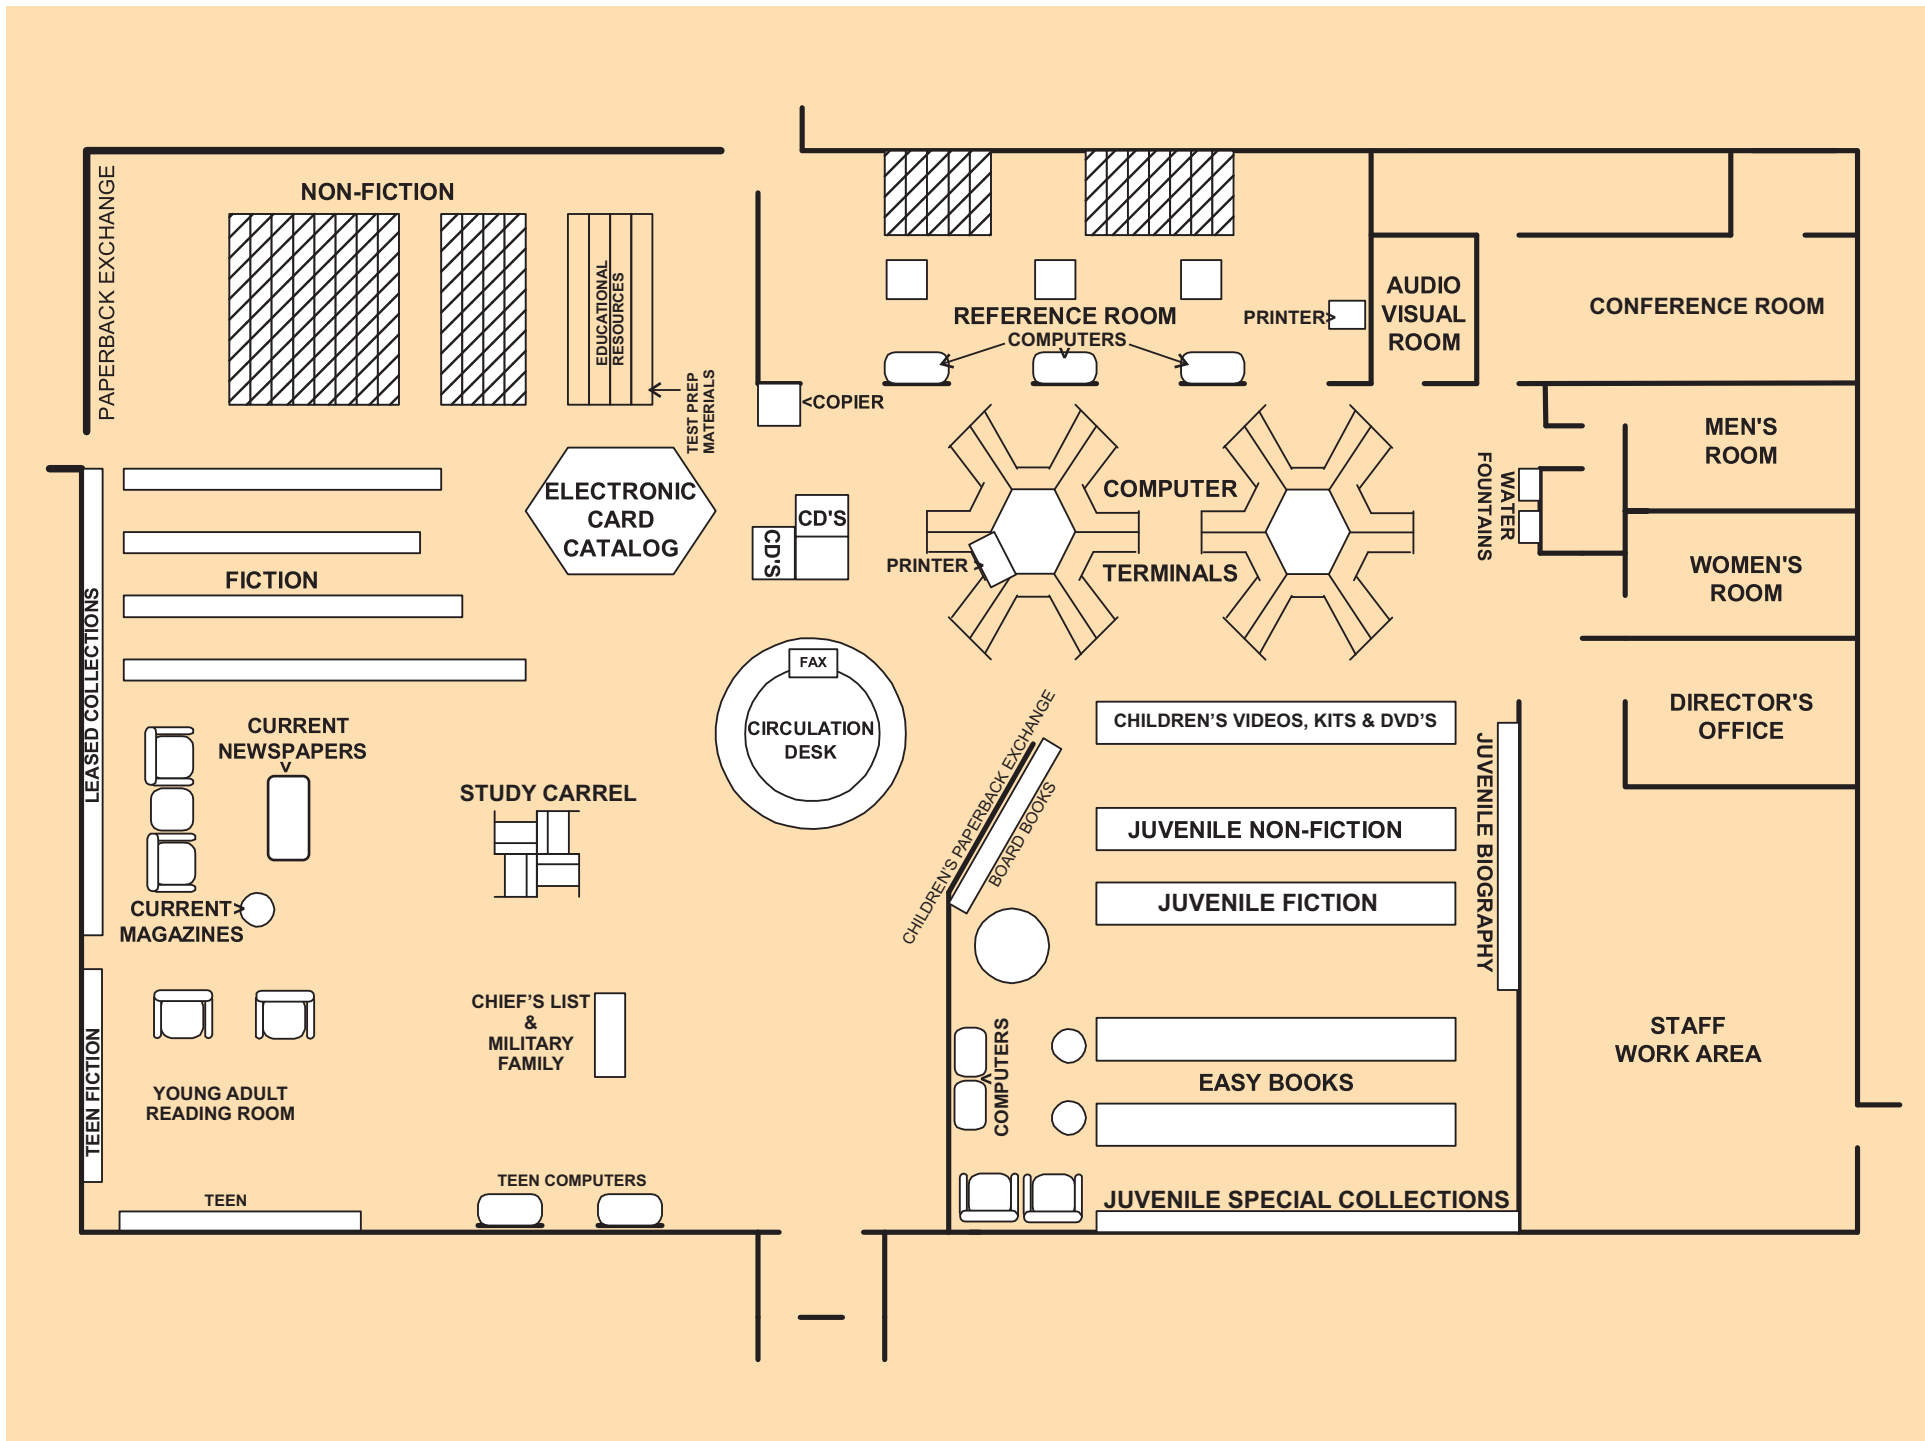 PAPERBACK EXCHANGE
NON-FICTION
EDUCATIONAL
RESOURCES
TEST PREP
MATERIALS
<COPIER
REFERENCE ROOM
COMPUTERS
PRINTER>
AUDIO
VISUAL
ROOM
CONFERENCE ROOM
MEN'S
ROOM
WATER
FOUNTAINS
WOMEN'S
ROOM
ELECTRONIC
CARD
CATALOG
CD'S
CD'S
COMPUTER
TERMINALS
PRINTER >
FICTION
LEASED COLLECTIONS
CURRENT
NEWSPAPERS
STUDY CARREL
FAX
CIRCULATION
DESK
CHILDREN'S PAPERBACK EXCHANGE
BOARD BOOKS
CHILDREN’S VIDEOS, KITS & DVD’S
JUVENILE NON-FICTION
JUVENILE FICTION
JUVENILE BIOGRAPHY
DIRECTOR'S
OFFICE
CURRENT>
MAGAZINES
CHIEF’S LIST
&
MILITARY
FAMILY
TEEN FICTION
YOUNG ADULT
READING ROOM
TEEN
TEEN COMPUTERS
COMPUTERS
EASY BOOKS
JUVENILE SPECIAL COLLECTIONS
STAFF
WORK AREA